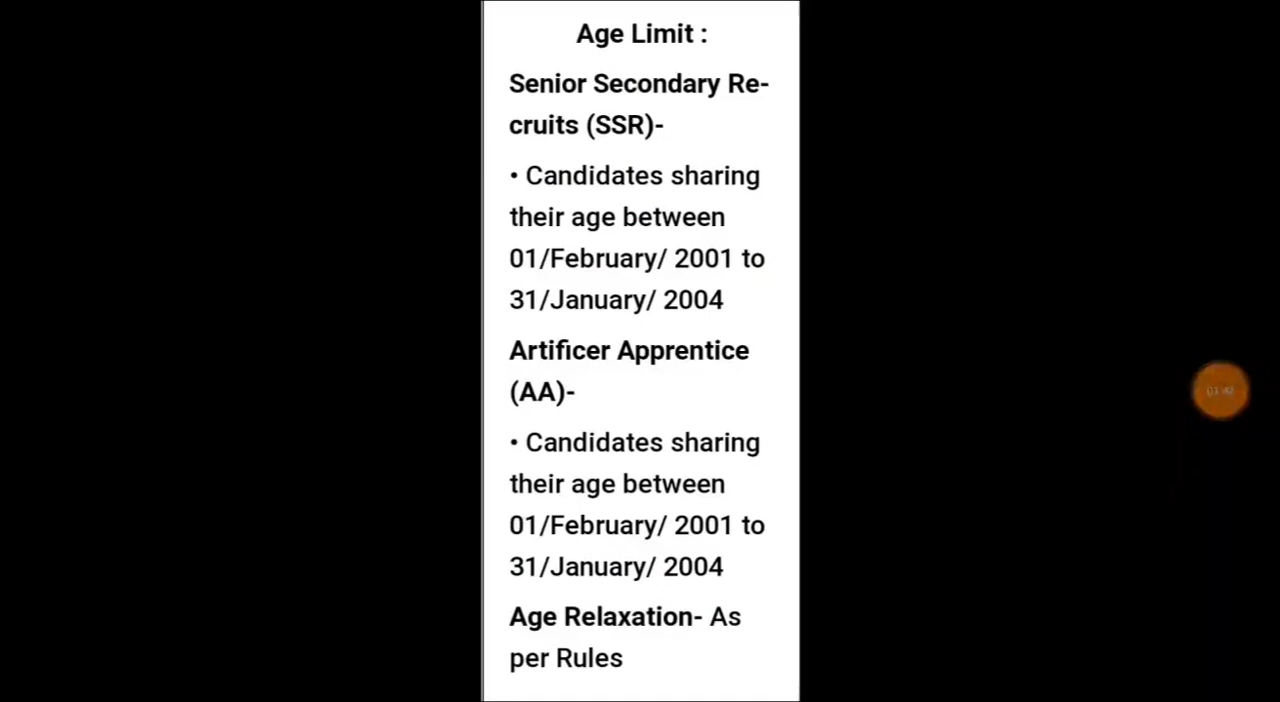 Age Limit :
Senior Secondary Re-
cruits (SSR)-
• Candidates sharing
their age between
01/February/ 2001 to
31/January/ 2004
Artificer Apprentice
(AA)-
• Candidates sharing
their age between
01/February/ 2001 to
31/January/ 2004
Age Relaxation- As
per Rules